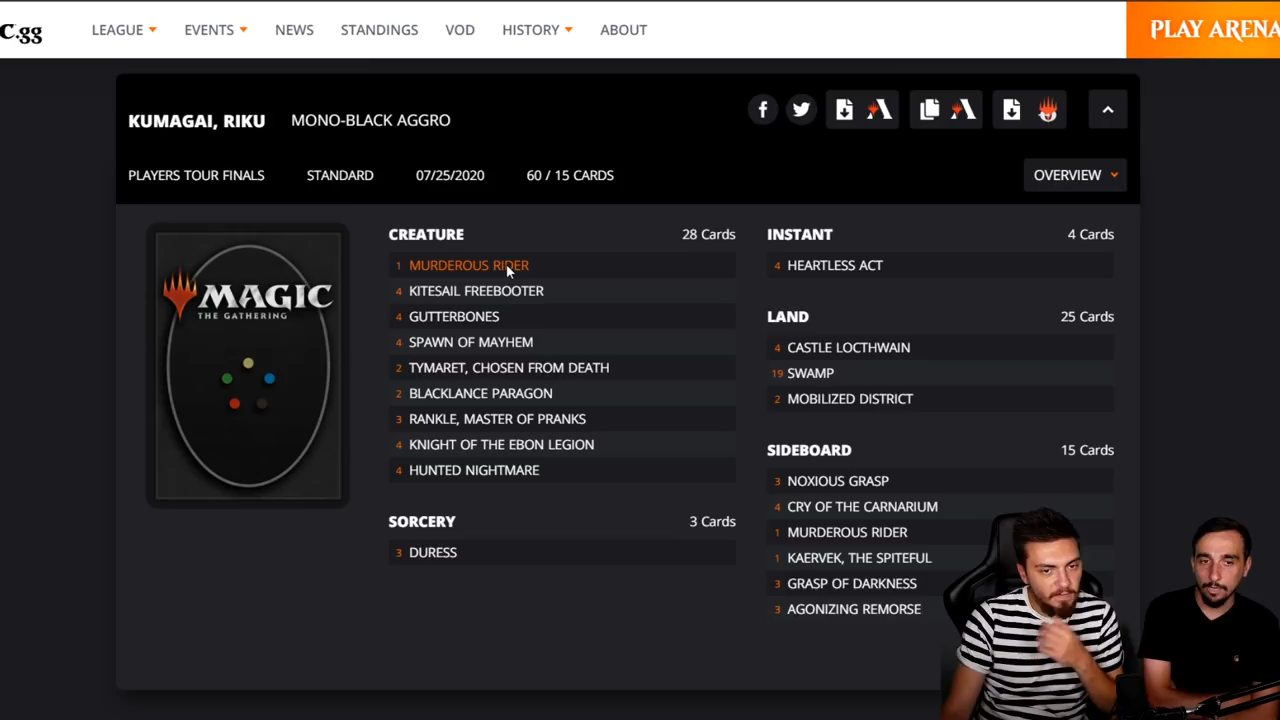 C.gg
LEAGUE
EVENTS
NEWS
STANDINGS
VOD
HISTORY
ABOUT
PLAY ARENA
KUMAGAI, RIKU
MONO-BLACK AGGRO
PLAYERS TOUR FINALS
STANDARD
07/25/2020
60 / 15 CARDS
OVERVIEW
MAGIC
THE GATHERING
CREATURE 28 Cards
1 MURDEROUS RIDER
4 KITESAIL FREEBOOTER
4 GUTTERBONES
4 SPAWN OF MAYHEM
2 TYMARET, CHOSEN FROM DEATH
2 BLACKLANCE PARAGON
3 RANKLE, MASTER OF PRANKS
4 KNIGHT OF THE EBON LEGION
4 HUNTED NIGHTMARE
SORCERY 3 Cards
3 DURESS
INSTANT 4 Cards
4 HEARTLESS ACT
LAND 25 Cards
4 CASTLE LOCTHWAIN
19 SWAMP
2 MOBILIZED DISTRICT
SIDEBOARD 15 Cards
3 NOXIOUS GRASP
4 CRY OF THE CARNARIUM
1 MURDEROUS RIDER
1 KAERVEK, THE SPITEFUL
3 GRASP OF DARKNESS
3 AGONIZING REMORSE